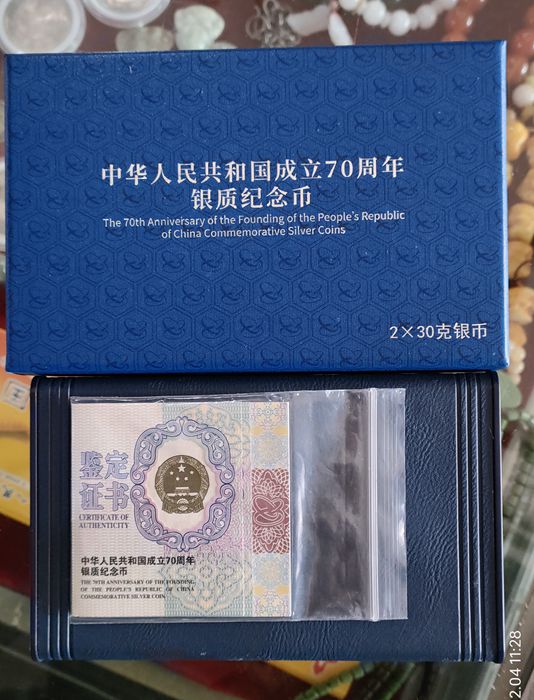 中华人民共和国成立70周年
银质纪念币
The 70th Anniversary of the Founding of the People's Republic
of China Commemorative Silver Coins
2×30克银币
鉴定
证书
CERTIFICATE OF
AUTHENTICITY
中华人民共和国成立70周年
银质纪念币
THE 70TH ANNIVERSARY OF THE FOUNDING
OF THE PEOPLE'S REPUBLIC OF CHINA
COMMEMORATIVE SILVER COIN
2.04 11:28